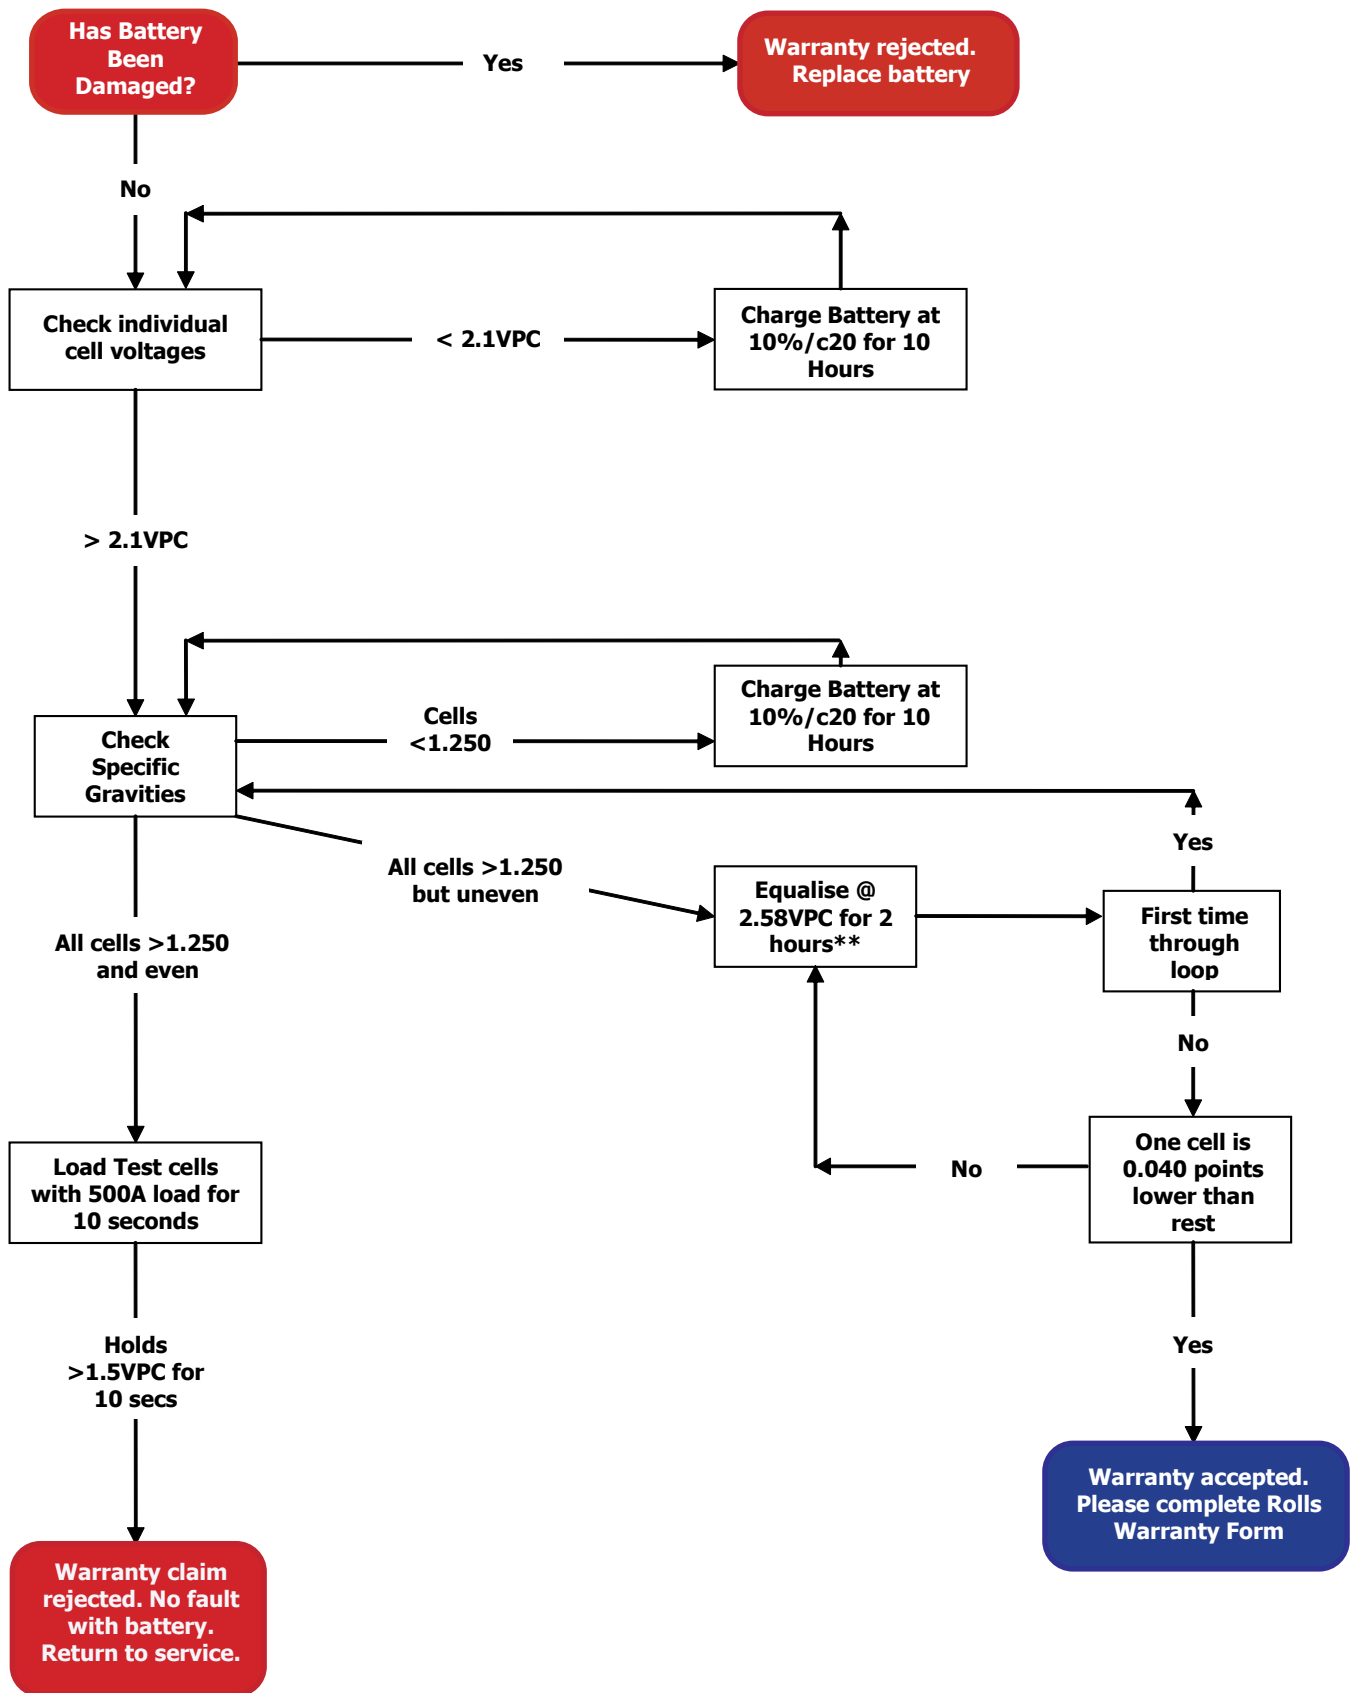 Has Battery
Been
Damaged?
Yes
Warranty rejected.
Replace battery
No
Check individual
cell voltages
< 2.1VPC
Charge Battery at
10%/c20 for 10
Hours
> 2.1VPC
Check
Specific
Gravities
Cells
<1.250
Charge Battery at
10%/c20 for 10
Hours
Yes
All cells >1.250
but uneven
Equalise @
2.58VPC for 2
hours**
First time
through
loop
All cells >1.250
and even
No
Load Test cells
with 500A load for
10 seconds
No
One cell is
0.040 points
lower than
rest
Holds
>1.5VPC for
10 secs
Yes
Warranty accepted.
Please complete Rolls
Warranty Form
Warranty claim
rejected. No fault
with battery.
Return to service.